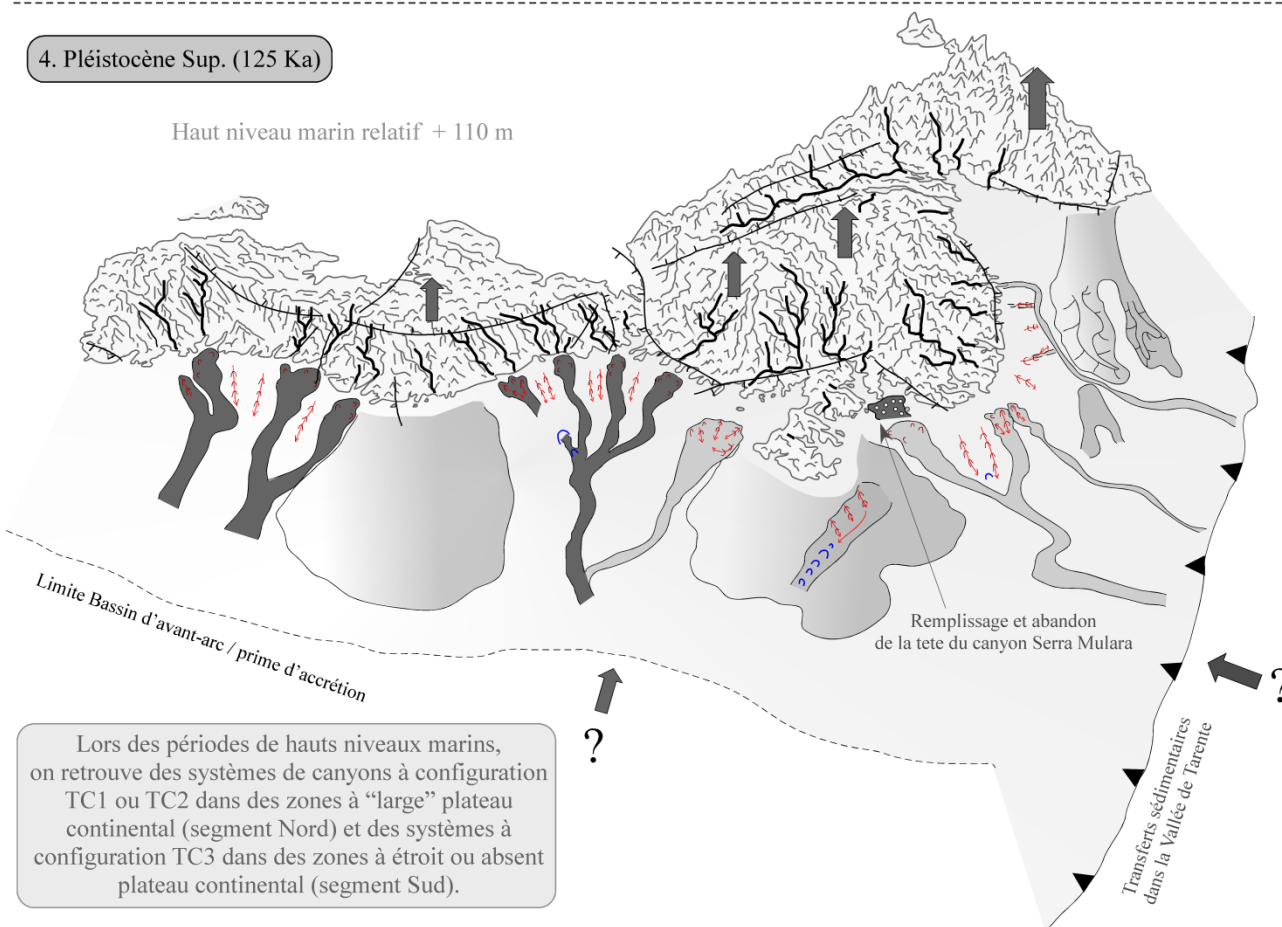 4. Pléistocène Sup. (125 Ka)
Haut niveau marin relatif + 110 m
Limite Bassin d'avant-arc / prime d'accrétion
Remplissage et abandon
de la tete du canyon Serra Mulara
?
?
Transferts sédimentaires
dans la Vallée de Tarente
Lors des périodes de hauts niveaux marins,
on retrouve des systèmes de canyons à configuration
TC1 ou TC2 dans des zones à “large” plateau
continental (segment Nord) et des systèmes à
configuration TC3 dans des zones à étroit ou absent
plateau continental (segment Sud).